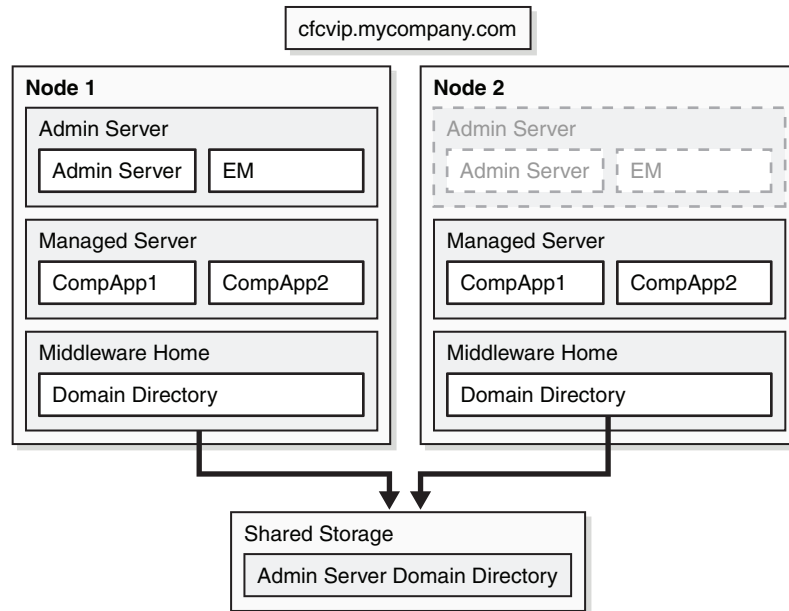 cfcvip.mycompany.com
Node 1
Admin Server
Admin Server
EM
Managed Server
CompApp1
CompApp2
Middleware Home
Domain Directory
Node 2
Admin Server
Admin Server
EM
Managed Server
CompApp1
CompApp2
Middleware Home
Domain Directory
Shared Storage
Admin Server Domain Directory